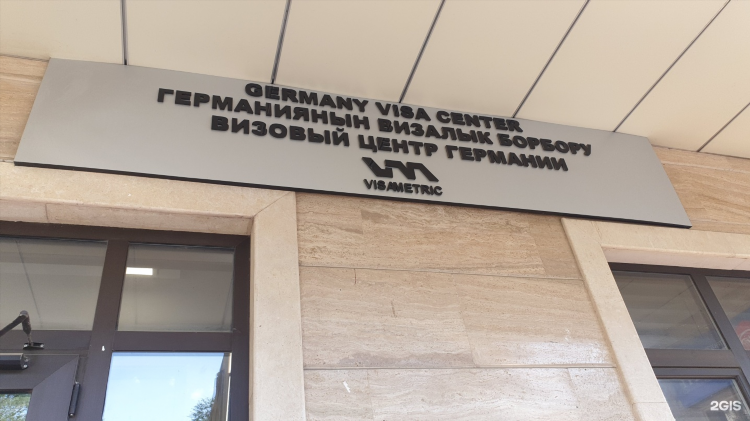 GERMANY VISA CENTER
ГЕРМАНИЯНЫН ВИЗАЛЫК БОРБОРУ
ВИЗОВЫЙ ЦЕНТР ГЕРМАНИИ
VISAMETRIC
2GIS